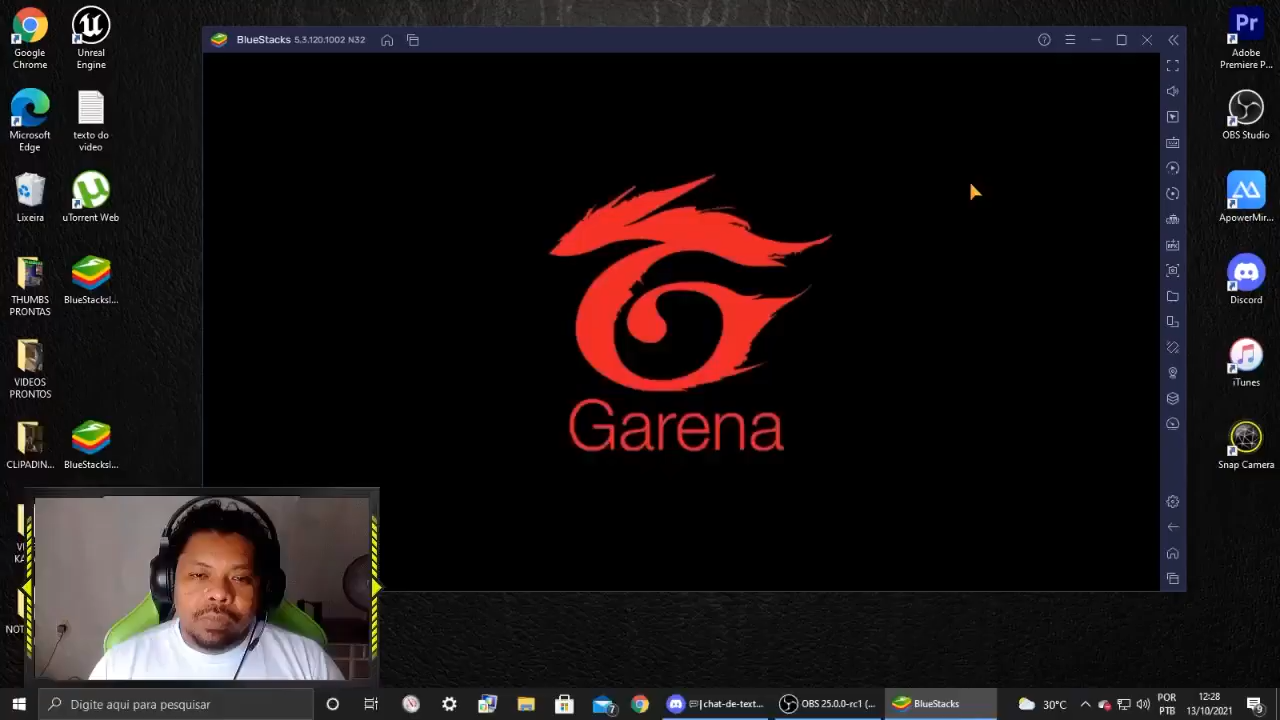 BlueStacks 5.3.120.1002 N32
Google
Chrome
Unreal
Engine
Microsoft
Edge
texto do
video
Lixeira
uTorrent Web
THUMBS
PRONTAS
BlueStacksI...
VIDEOS
PRONTOS
CLIPADIN...
BlueStacksI...
Garena
Pr
Adobe
Premiere P...
OBS Studio
ApowerMir...
Discord
iTunes
Snap Camera
Digite aqui para pesquisar
7
chat-de-text...
OBS 25.0.0-rc1 (...
BlueStacks
30°C
POR
PTB
12:28
13/10/2021